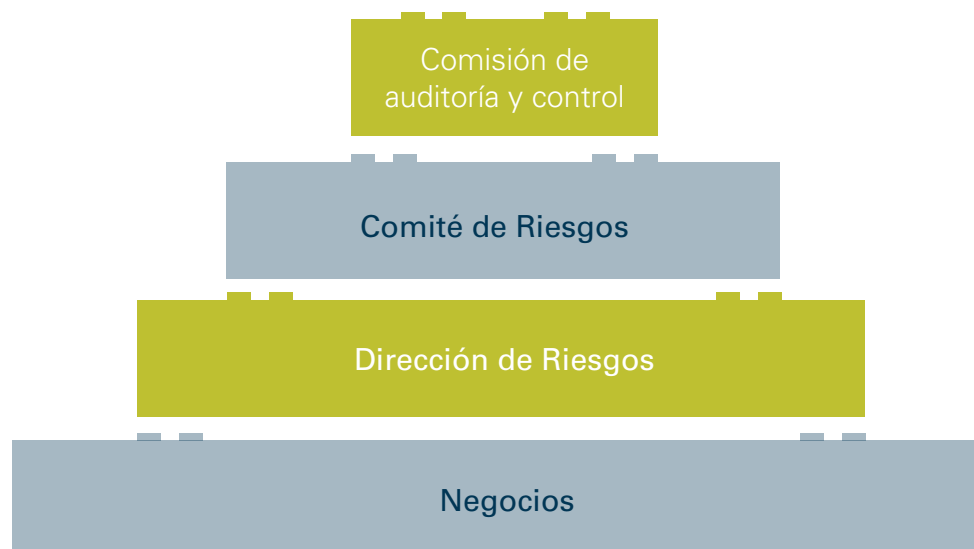 Comisión de
auditoría y control
Comité de Riesgos
Dirección de Riesgos
Negocios